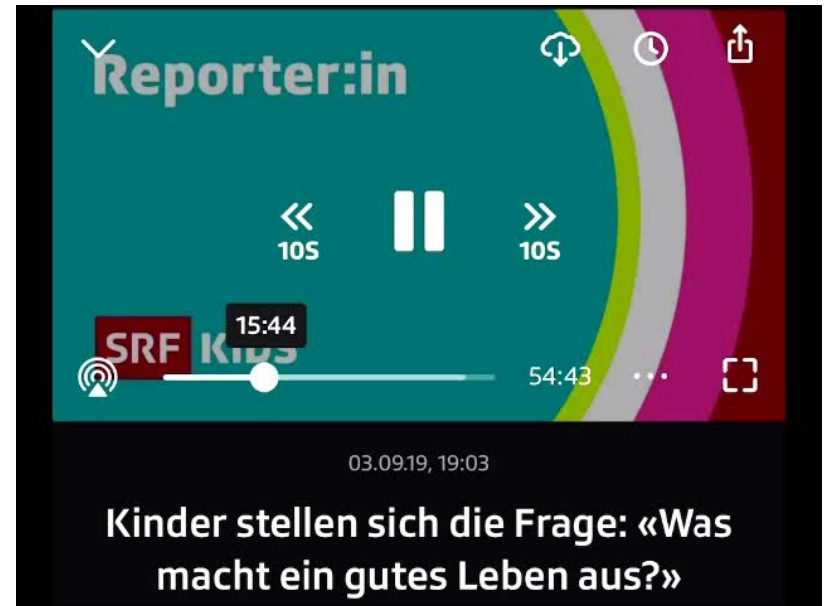 Reporter:in
10S
10S
15:44
SRF KIDS
54:43
03.09.19, 19:03
Kinder stellen sich die Frage: «Was
macht ein gutes Leben aus?»